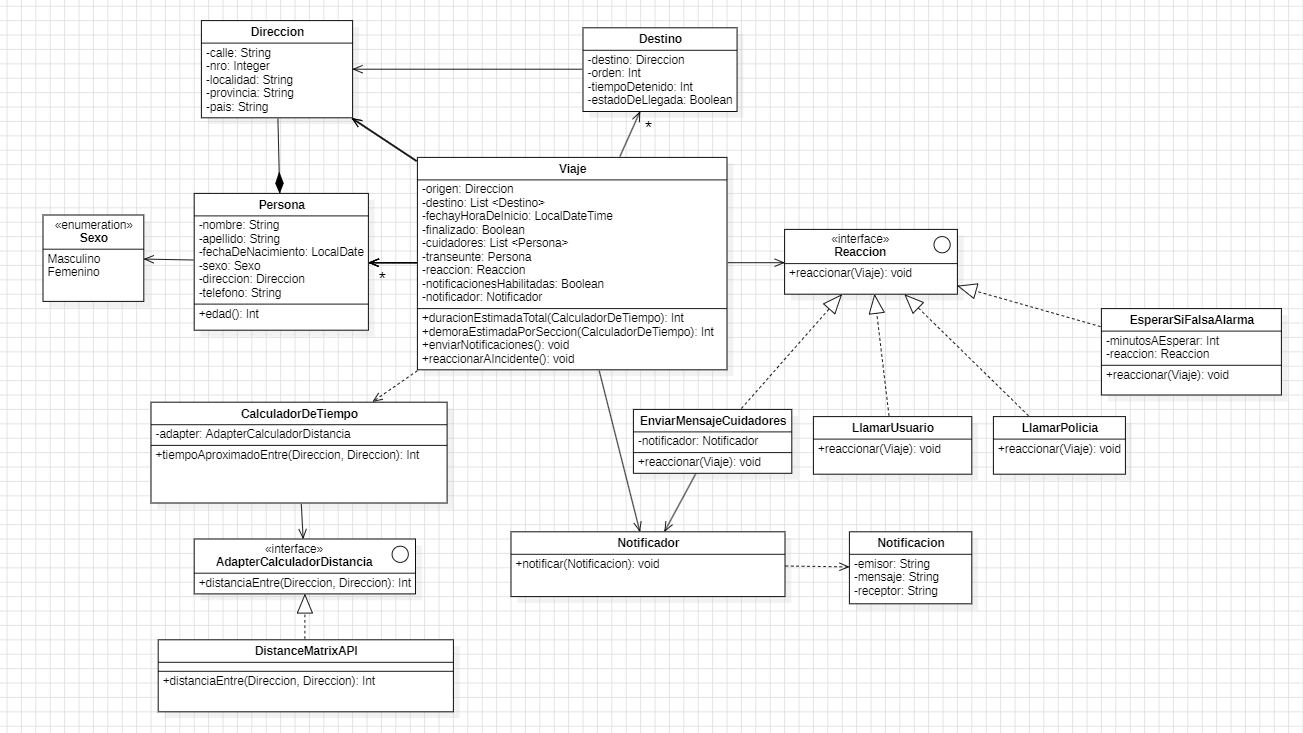 Direccion
-calle: String
-nro: Integer
-localidad: String
-provincia: String
-pais: String
Destino
-destino: Direccion
-orden: Int
-tiempoDetenido: Int
-estadoDeLlegada: Boolean
*
Viaje
-origen: Direccion
-destino: List <Destino>
-fechayHoraDeInicio: LocalDateTime
-finalizado: Boolean
-cuidadores: List <Persona>
-transeunte: Persona
-reaccion: Reaccion
-notificacionesHabilitadas: Boolean
-notificador: Notificador
+duracionEstimadaTotal(CalculadorDeTiempo): Int
+demoraEstimadaPorSeccion(CalculadorDeTiempo): Int
+enviarNotificaciones(): void
+reaccionarAIncidente(): void
Persona
-nombre: String
-apellido: String
-fechaDeNacimiento: LocalDate
-sexo: Sexo
-direccion: Direccion
-telefono: String
+edad(): Int
*
«enumeration»
Sexo
Masculino
Femenino
«interface»
Reaccion
+reaccionar(Viaje): void
EsperarSiFalsaAlarma
-minutosAEsperar: Int
-reaccion: Reaccion
+reaccionar(Viaje): void
CalculadorDeTiempo
-adapter: AdapterCalculadorDistancia
+tiempoAproximadoEntre(Direccion, Direccion): Int
EnviarMensajeCuidadores
-notificador: Notificador
+reaccionar(Viaje): void
LlamarUsuario
+reaccionar(Viaje): void
LlamarPolicia
+reaccionar(Viaje): void
«interface»
AdapterCalculadorDistancia
+distanciaEntre(Direccion, Direccion): Int
Notificador
+notificar(Notificacion): void
Notificacion
-emisor: String
-mensaje: String
-receptor: String
DistanceMatrixAPI
+distanciaEntre(Direccion, Direccion): Int